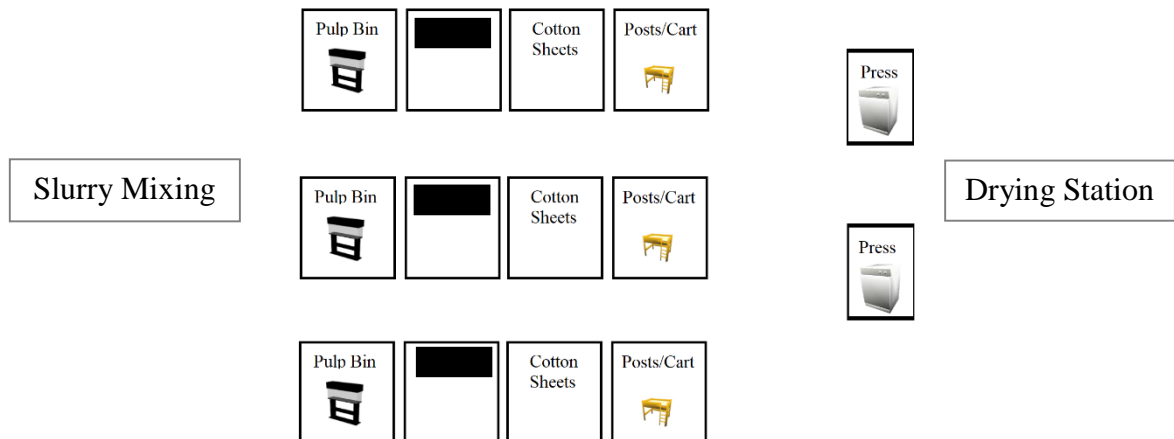 Pulp Bin
Cotton
Sheets
Posts/Cart
Press
Slurry Mixing
Pulp Bin
Cotton
Sheets
Posts/Cart
Drying Station
Press
Pulp Bin
Cotton
Sheets
Posts/Cart